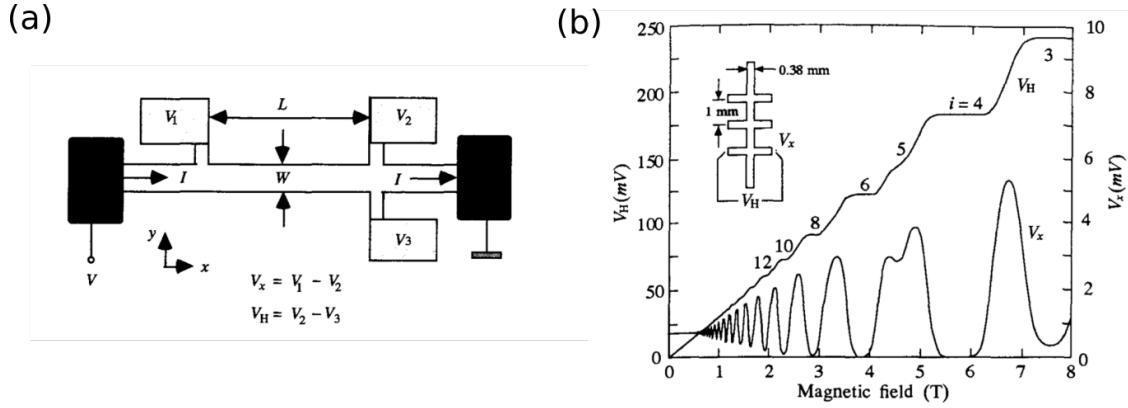 (a)
V1
L
V2
I
W
I
V3
y
x
V
Vx = V1 − V2
VH = V2 − V3
(b)
250
200
150
100
50
0
VH(mV)
0.38 mm
1 mm
Vx
VH
12
10
8
6
5
i = 4
3
VH
Vx
10
8
6
4
2
0
Vx(mV)
0 1 2 3 4 5 6 7 8
Magnetic field (T)